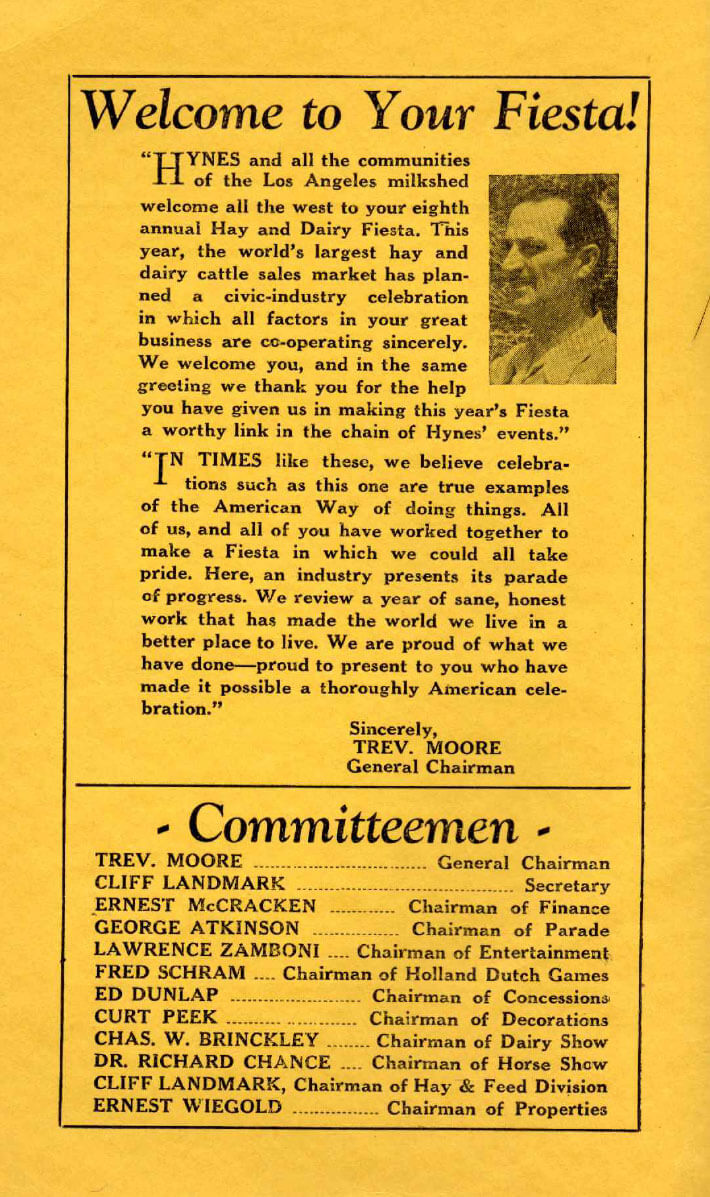 Welcome to Your Fiesta!
“HYNES and all the communities
of the Los Angeles milkshed
welcome all the west to your eighth
annual Hay and Dairy Fiesta. This
year, the world’s largest hay and
dairy cattle sales market has plan-
ned a civic-industry celebration
in which all factors in your great
business are co-operating sincerely.
We welcome you, and in the same
greeting we thank you for the help
you have given us in making this year’s Fiesta
a worthy link in the chain of Hynes’ events.”
“IN TIMES like these, we believe celebra-
tions such as this one are true examples
of the American Way of doing things. All
of us, and all of you have worked together to
make a Fiesta in which we could all take
pride. Here, an industry presents its parade
of progress. We review a year of sane, honest
work that has made the world we live in a
better place to live. We are proud of what we
have done—proud to present to you who have
made it possible a thoroughly American cele-
bration.”
Sincerely,
TREV. MOORE
General Chairman
- Committeemen -
TREV. MOORE ........................ General Chairman
CLIFF LANDMARK ........................ Secretary
ERNEST McCRACKEN ............ Chairman of Finance
GEORGE ATKINSON ................ Chairman of Parade
LAWRENCE ZAMBONI .... Chairman of Entertainment
FRED SCHRAM .... Chairman of Holland Dutch Games
ED DUNLAP ........................ Chairman of Concessions
CURT PEEK ........................ Chairman of Decorations
CHAS. W. BRINCKLEY ........ Chairman of Dairy Show
DR. RICHARD CHANCE .... Chairman of Horse Show
CLIFF LANDMARK, Chairman of Hay & Feed Division
ERNEST WIEGOLD ................ Chairman of Properties